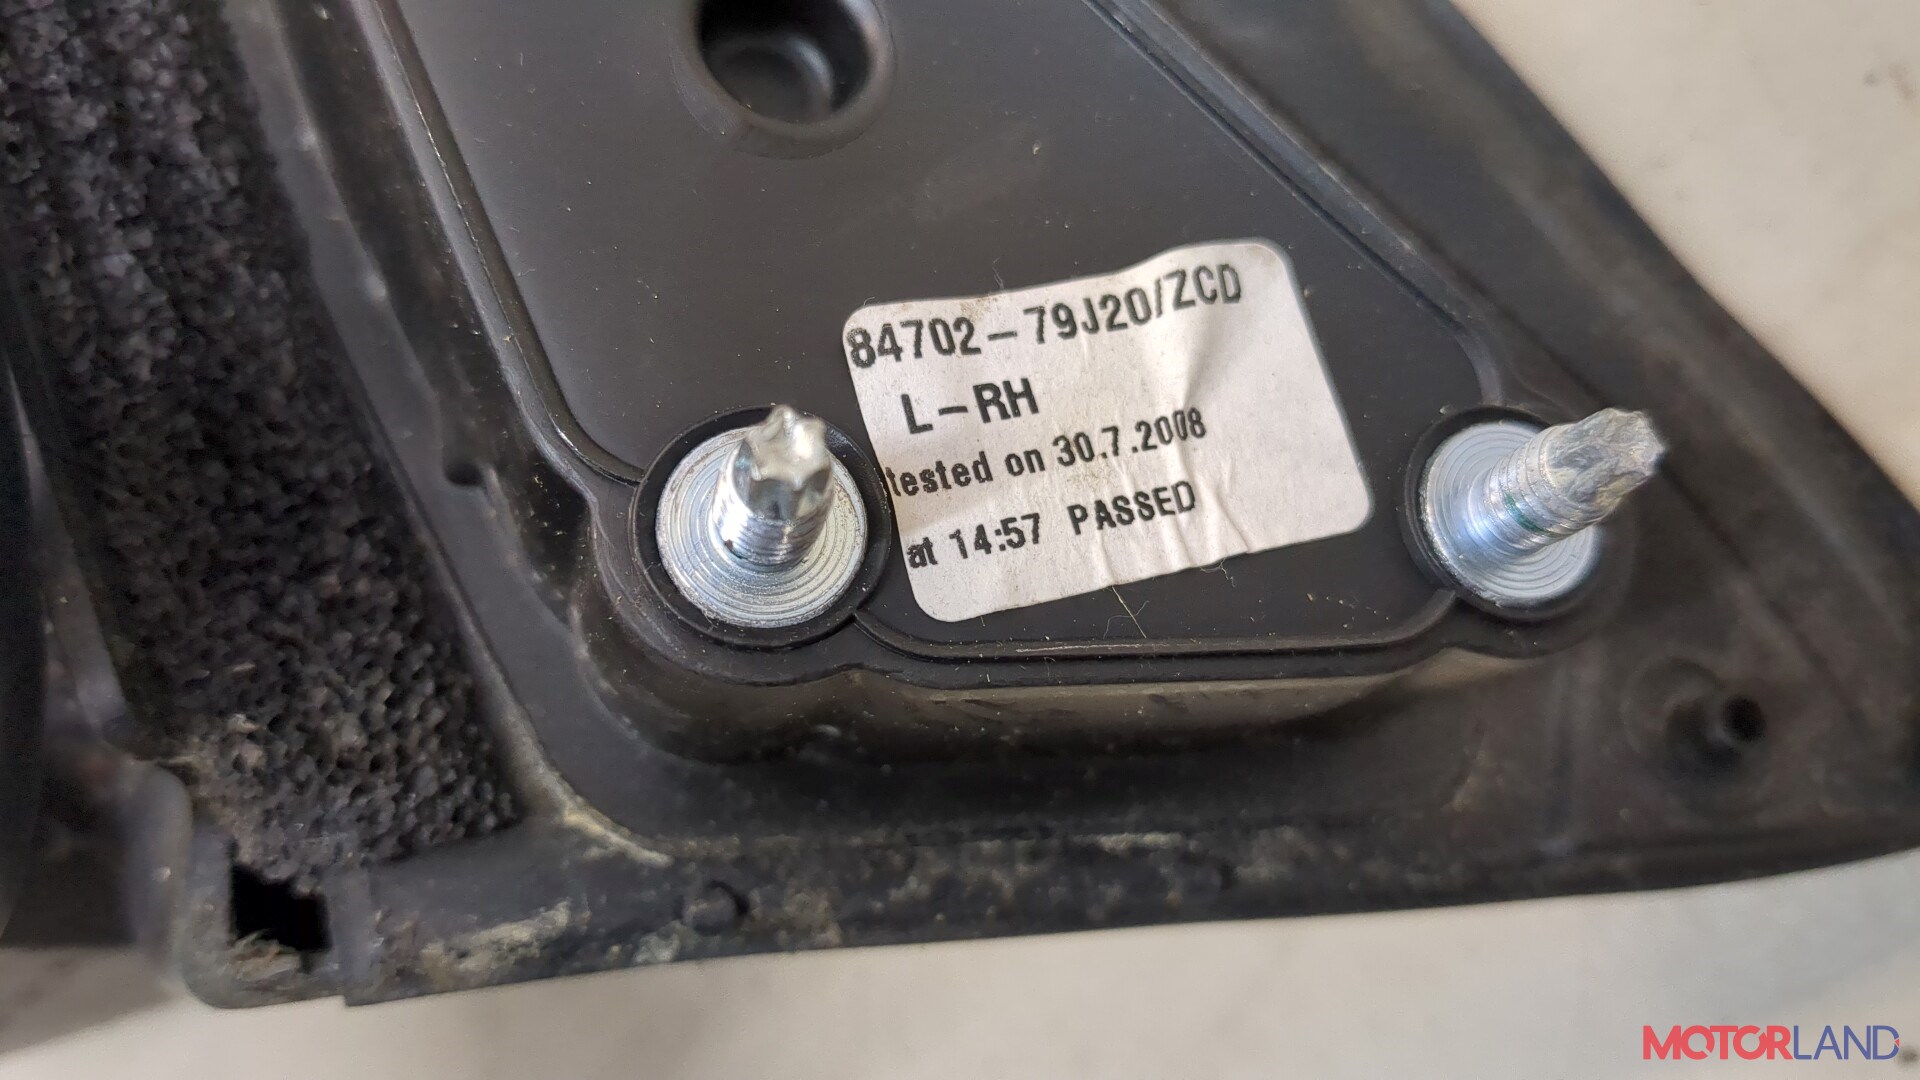 84702-79J20/ZCD
L-RH
tested on 30.7.2008
at 14:57 PASSED
MOTORLAND